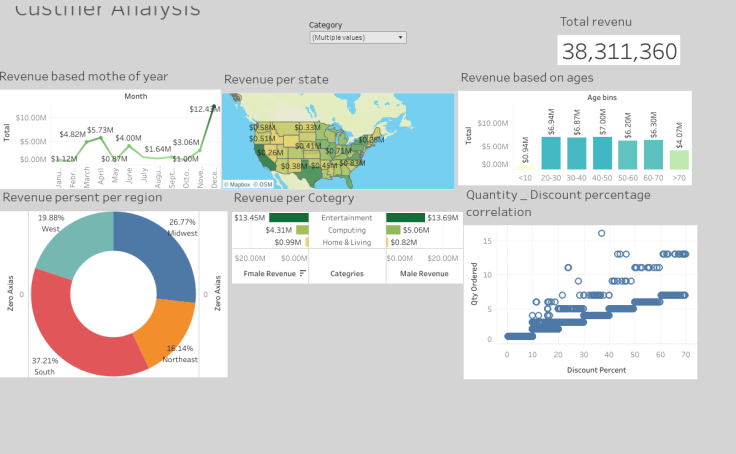 Custmer Analysis
Category
(Multiple values)
Total revenu
38,311,360
Revenue based mothe of year
Month
Total
$10.00M
$5.00M
$0.00M
$1.12M
$4.82M
$5.73M
$0.87M
$4.00M
$1.64M
$3.06M
$1.00M
$12.43M
Janu..
Febr..
March
April
May
June
July
Augu..
Sept..
Octo..
Nove..
Dece..
Revenue per state
$0.58M
$0.33M
$0.51M
$0.41M
$0.26M
$0.71M
$0.38M
$0.45M
© Mapbox © OSM
Revenue based on ages
Age bins
Total
$10.00M
$5.00M
$0.00M
$0.94M
$6.94M
$6.87M
$7.00M
$6.20M
$6.30M
$4.07M
<10
20-30
30-40
40-50
50-60
60-70
>70
Revenue persent per region
Zero Axias
0
19.88%
West
26.77%
Midwest
37.21%
South
16.14%
Northeast
0
Zero Axias
Revenue per Cotegry
$13.45M Entertainment $13.69M
$4.31M Computing $5.06M
$0.99M Home & Living $0.82M
$20.00M $0.00M $0.00M $20.00M
Fmale Revenue Categries Male Revenue
Quantity _ Discount percentage
correlation
Qty Ordered
15
10
5
0
0 10 20 30 40 50 60 70
Discount Percent